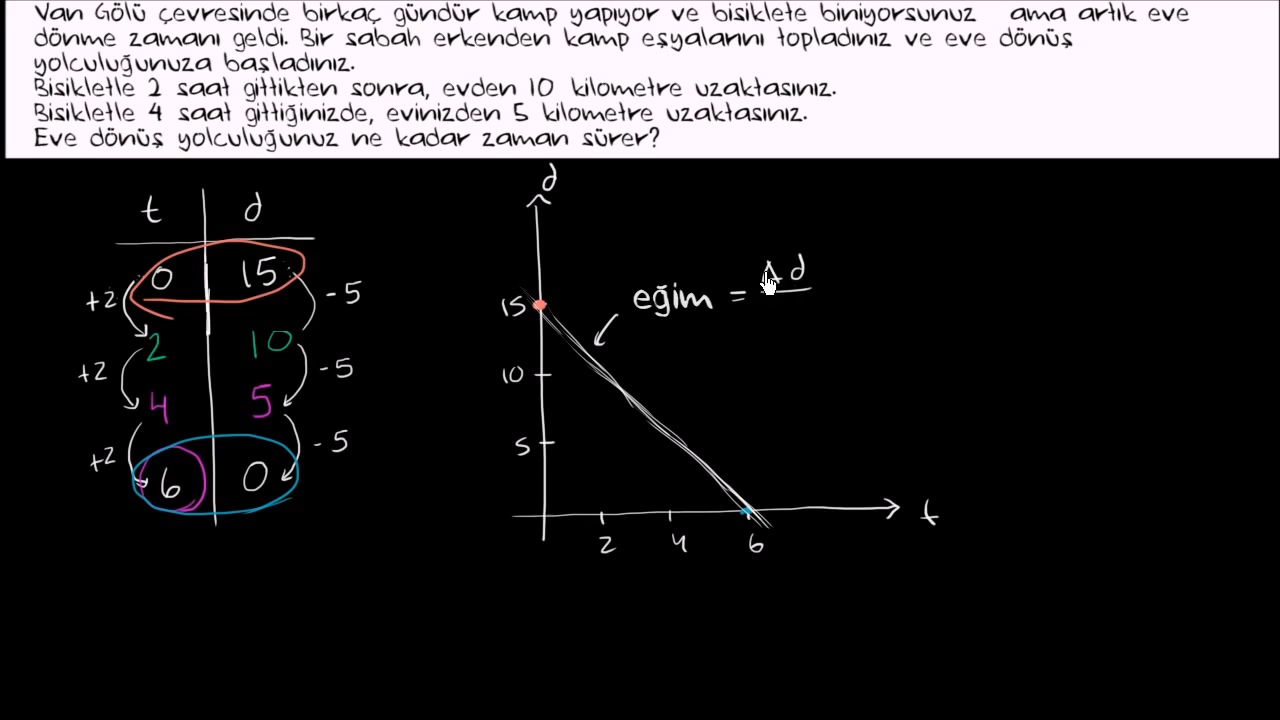 Van Gölü çevresinde birkaç gündür kamp yapıyor ve bisiklete biniyorsunuz ama artık eve
dönme zamanı geldi. Bir sabah erkenden kamp eşyalarını topladınız ve eve dönüş
yolculuğunuza başladınız.
Bisikletle 2 saat gittikten sonra, evden 10 kilometre uzaktasınız.
Bisikletle 4 saat gittiğinizde, evinizden 5 kilometre uzaktasınız.
Eve dönüş yolculuğunuz ne kadar zaman sürer?
t d
0 15
+2 -5
2 10
+2 -5
4 5
+2 -5
6 0
d
15
10
5
2 4 6
t
eğim = Δd